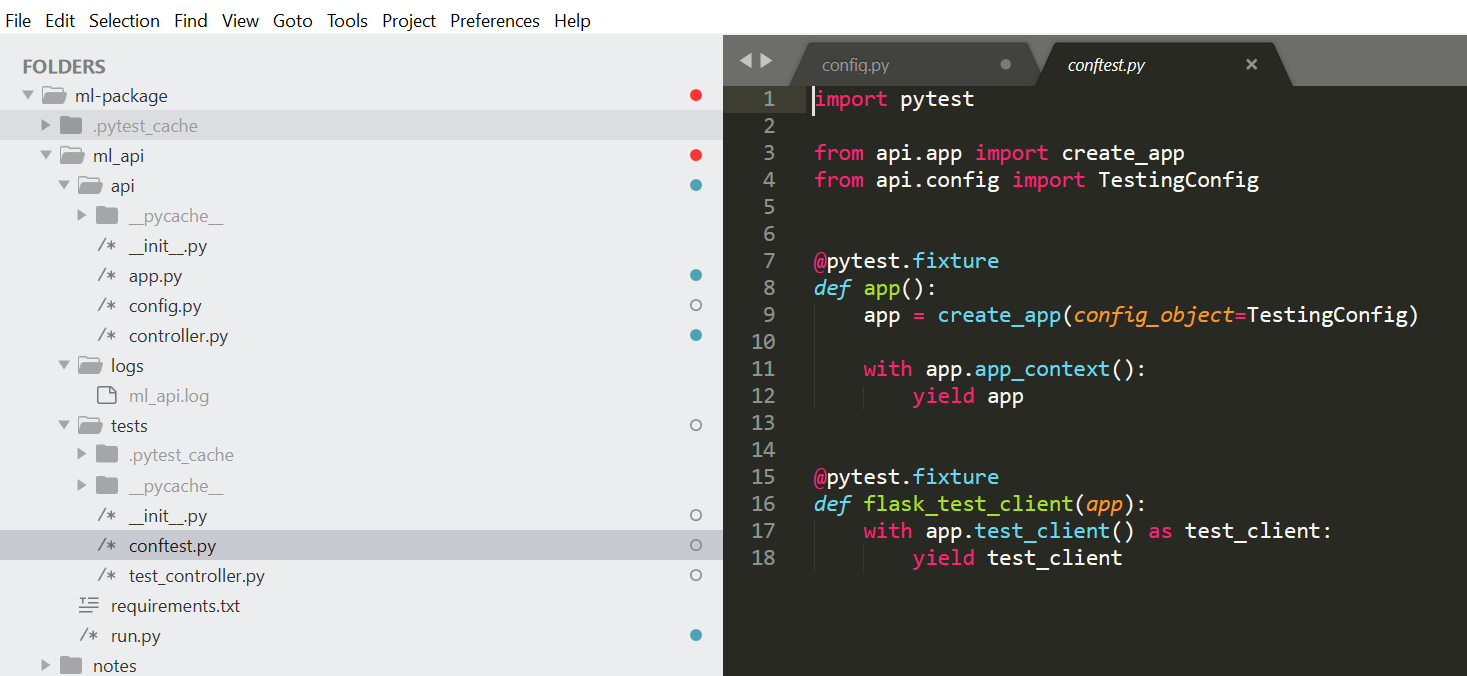 File Edit Selection Find View Goto Tools Project Preferences Help
FOLDERS
ml-package
.pytest_cache
ml_api
api
__pycache__
/* __init__.py
/* app.py
/* config.py
/* controller.py
logs
ml_api.log
tests
.pytest_cache
__pycache__
/* __init__.py
/* conftest.py
/* test_controller.py
requirements.txt
/* run.py
notes
config.py
conftest.py
1 import pytest
2
3 from api.app import create_app
4 from api.config import TestingConfig
5
6
7 @pytest.fixture
8 def app():
9     app = create_app(config_object=TestingConfig)
10
11     with app.app_context():
12         yield app
13
14
15 @pytest.fixture
16 def flask_test_client(app):
17     with app.test_client() as test_client:
18         yield test_client